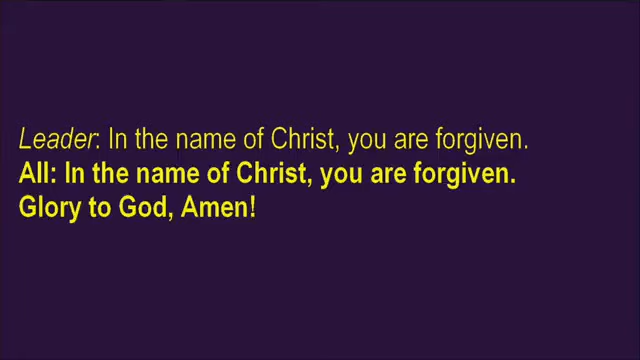 Leader: In the name of Christ, you are forgiven.
All: In the name of Christ, you are forgiven.
Glory to God, Amen!